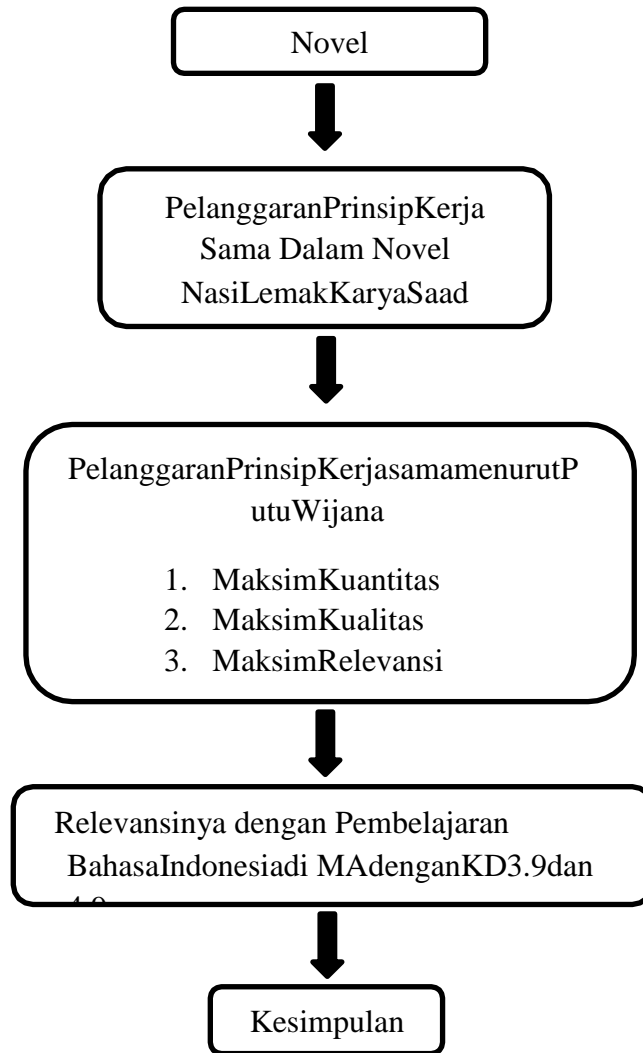 Novel
PelanggaranPrinsipKerja
Sama Dalam Novel
NasiLemakKaryaSaad
PelanggaranPrinsipKerjasamamenurutP
utuWijana
1. MaksimKuantitas
2. MaksimKualitas
3. MaksimRelevansi
Relevansinya dengan Pembelajaran
BahasaIndonesiadi MAdenganKD3.9dan
Kesimpulan